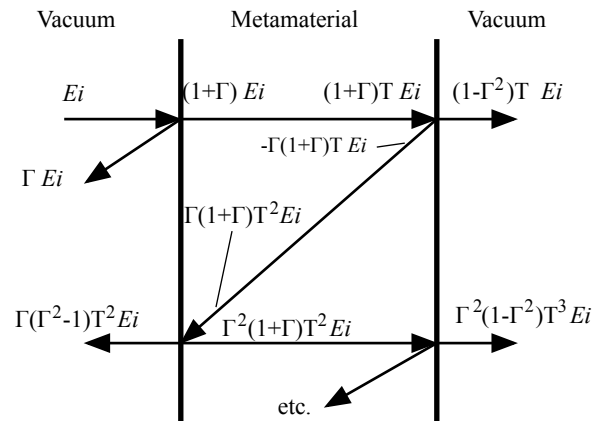 Vacuum Metamaterial Vacuum
Ei (1+Γ) Ei (1+Γ)T Ei (1-Γ²)T Ei
-Γ(1+Γ)T Ei
Γ Ei
Γ(1+Γ)T²Ei
Γ(Γ²-1)T²Ei Γ²(1+Γ)T²Ei Γ²(1-Γ²)T³Ei
etc.